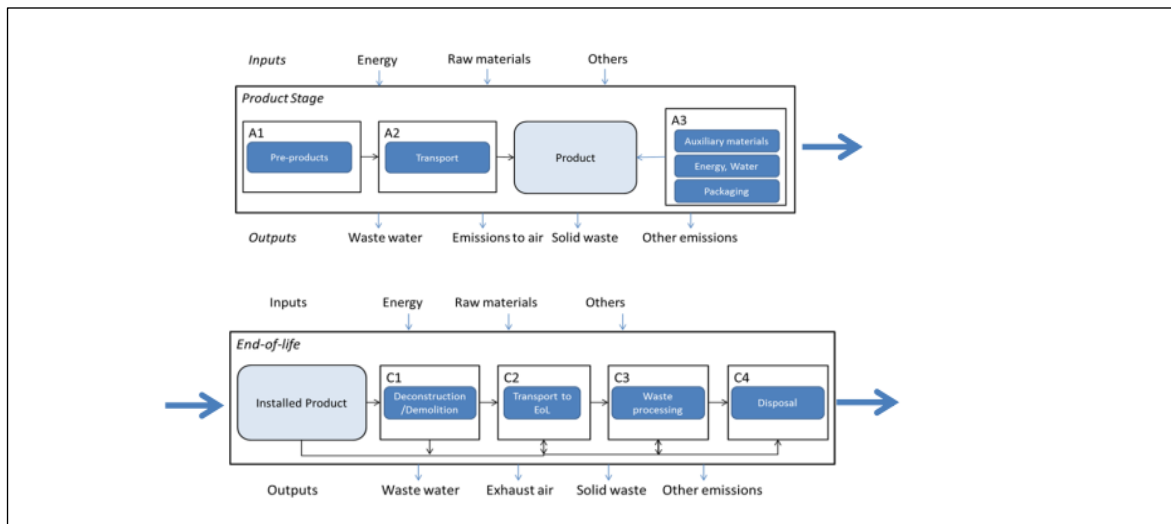 Inputs Energy Raw materials Others
Product Stage
A1 A2 A3
Auxiliary materials
Pre-products Transport Product Energy, Water
Packaging
Outputs Waste water Emissions to air Solid waste Other emissions
Inputs Energy Raw materials Others
End-of-life
C1 C2 C3 C4
Installed Product Deconstruction Transport to Waste Disposal
/Demolition EoL processing
Outputs Waste water Exhaust air Solid waste Other emissions